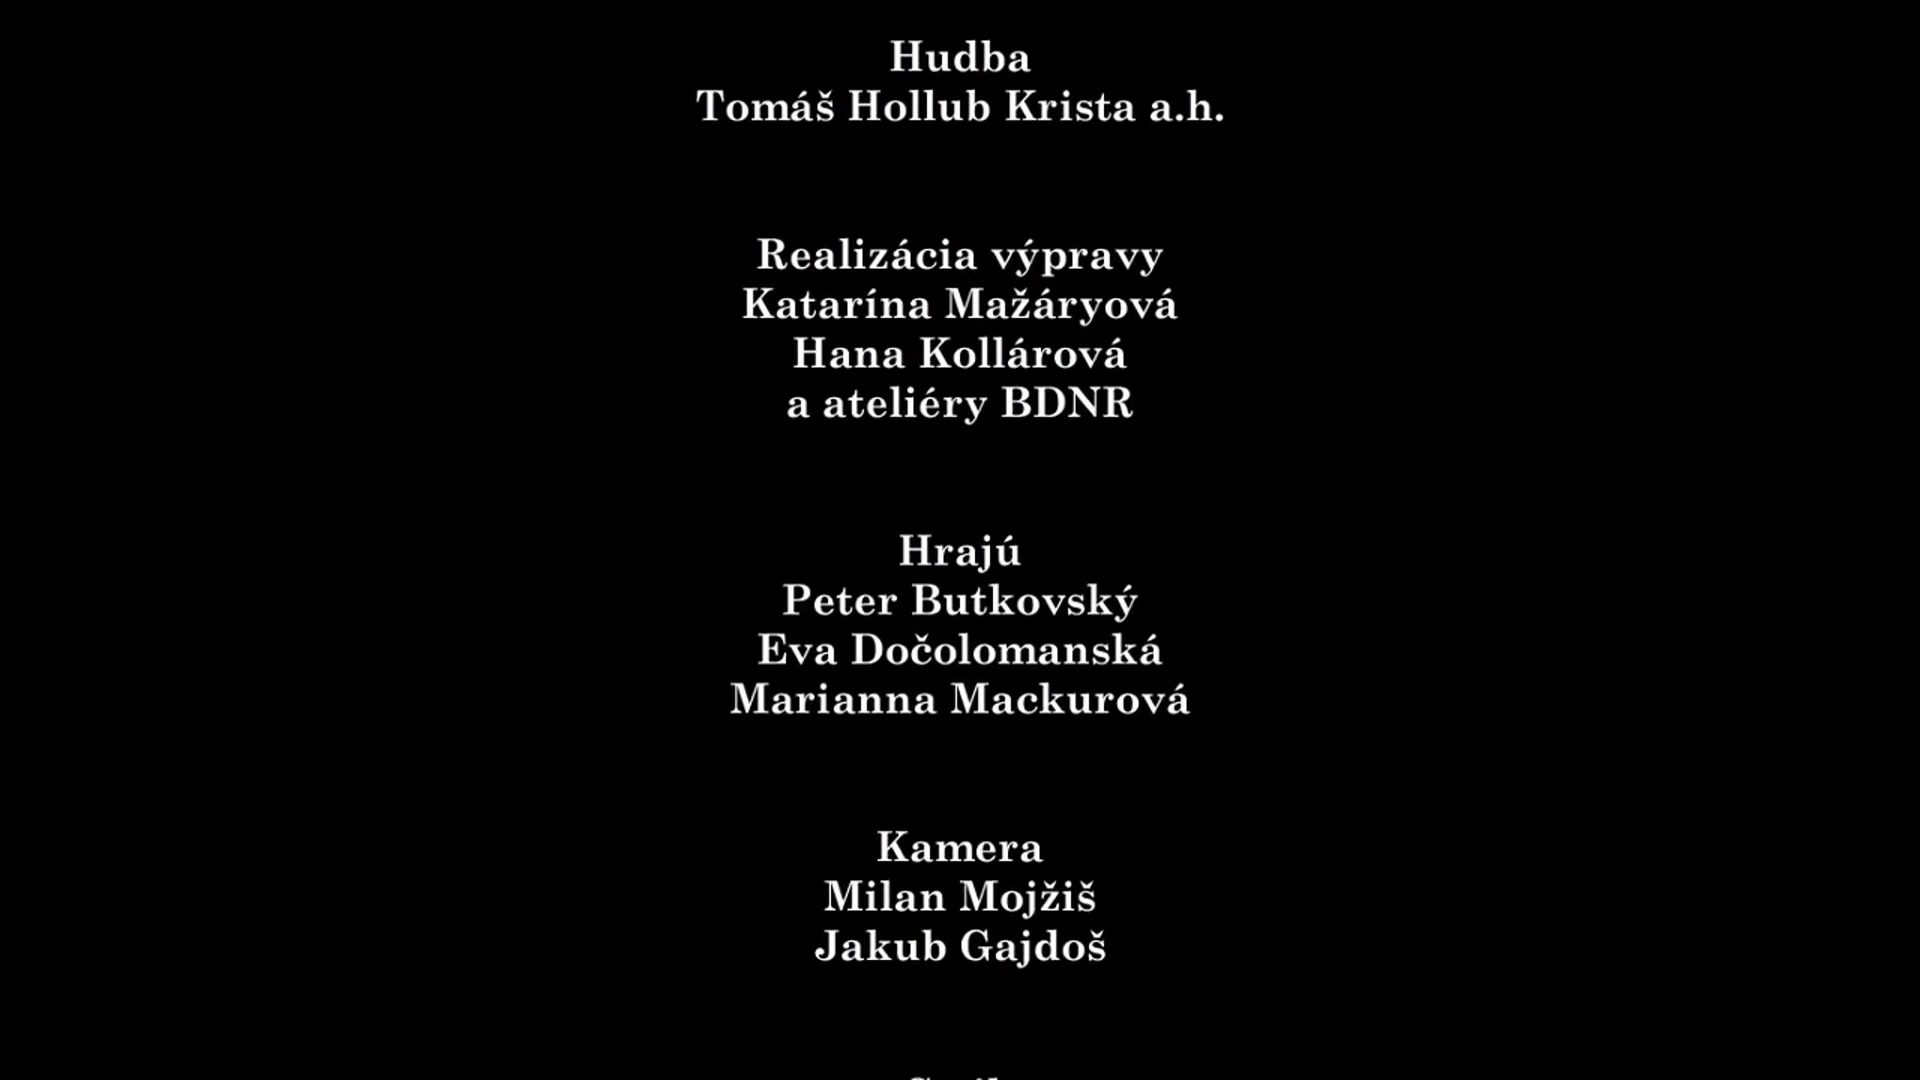 Hudba
Tomáš Hollub Krista a.h.
Realizácia výpravy
Katarína Mažáryová
Hana Kollárová
a ateliéry BDNR
Hrajú
Peter Butkovský
Eva Dočolomanská
Marianna Mackurová
Kamera
Milan Mojžiš
Jakub Gajdoš